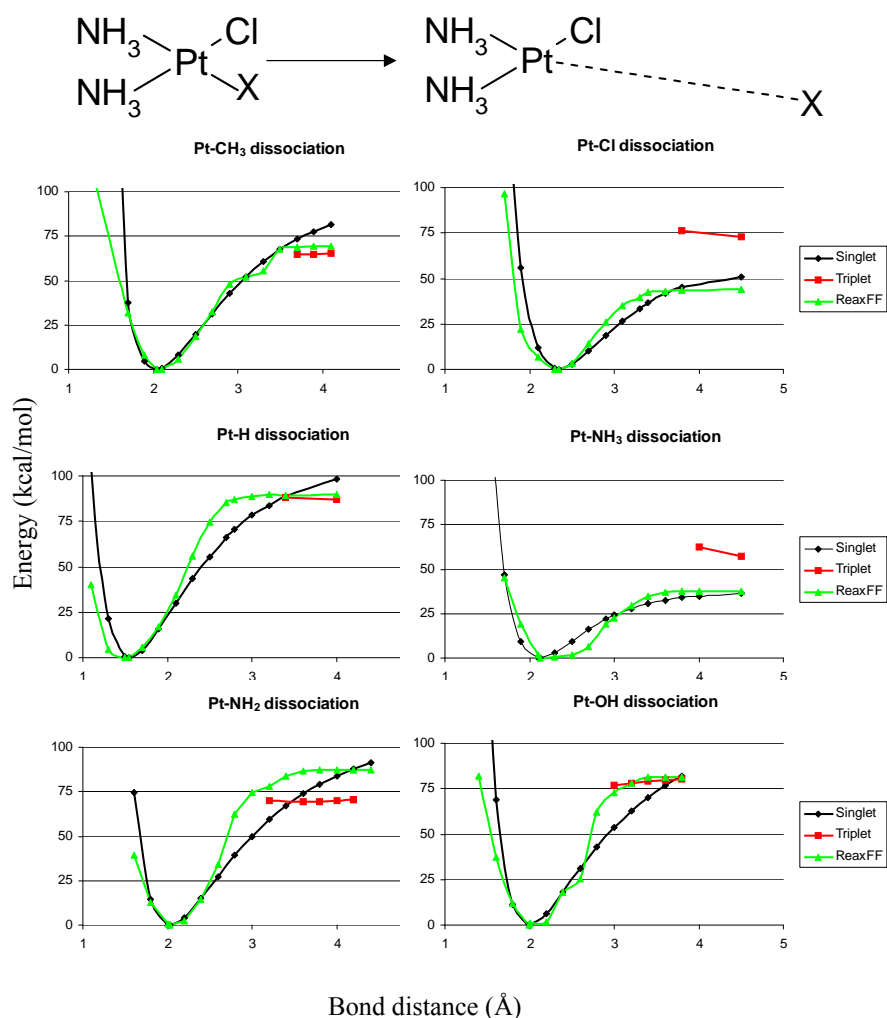 NH3 Cl NH3 Cl
Pt Pt
NH3 X NH3 X
Pt-CH3 dissociation Pt-Cl dissociation
100 100
75 75
50 50
25 25
0 0
1 2 3 4 1 2 3 4 5
Singlet
Triplet
ReaxFF
Pt-H dissociation Pt-NH3 dissociation
100 100
75 75
50 50
25 25
0 0
1 2 3 4 1 2 3 4 5
Singlet
Triplet
ReaxFF
Pt-NH2 dissociation Pt-OH dissociation
100 100
75 75
50 50
25 25
0 0
1 2 3 4 1 2 3 4 5
Singlet
Triplet
ReaxFF
Energy (kcal/mol)
Bond distance (Å)